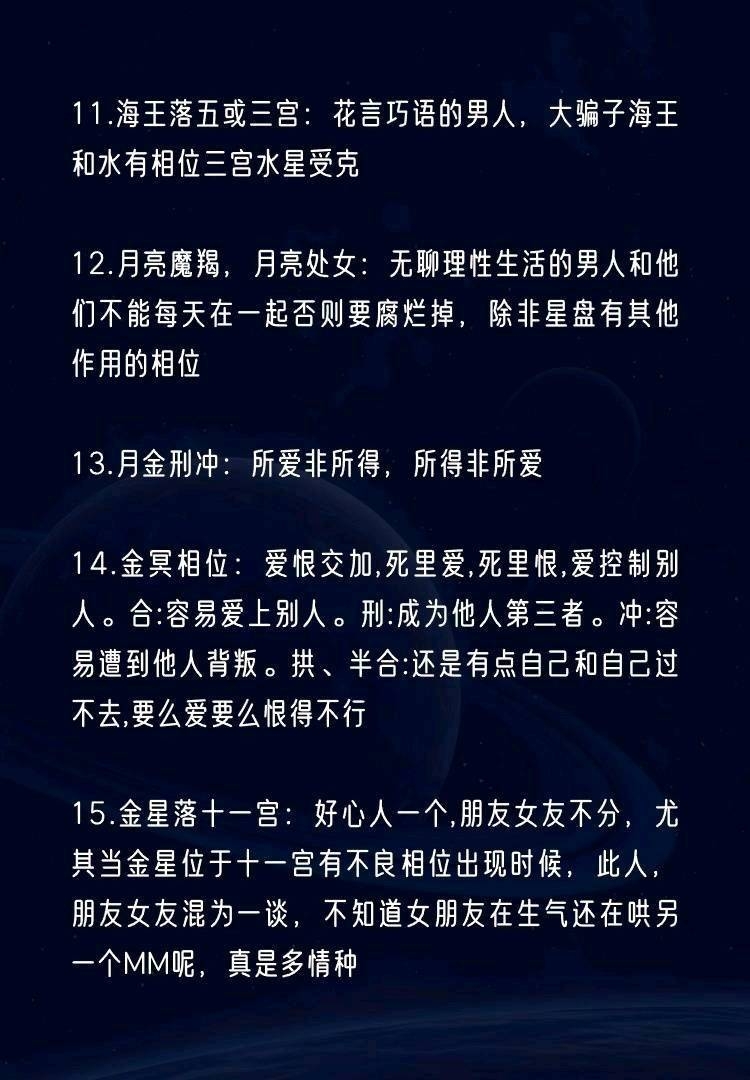 11.海王落五或三宫：花言巧语的男人，大骗子海王
和水有相位三宫水星受克
12.月亮魔羯，月亮处女：无聊理性生活的男人和他
们不能每天在一起否则要腐烂掉，除非星盘有其他
作用的相位
13.月金刑冲：所爱非所得，所得非所爱
14.金冥相位：爱恨交加,死里爱,死里恨,爱控制别
人。合:容易爱上别人。刑:成为他人第三者。冲:容
易遭到他人背叛。拱、半合:还是有点自己和自己过
不去,要么爱要么恨得不行
15.金星落十一宫：好心人一个,朋友女友不分，尤
其当金星位于十一宫有不良相位出现时候，此人，
朋友女友混为一谈，不知道女朋友在生气还在哄另
一个MM呢，真是多情种